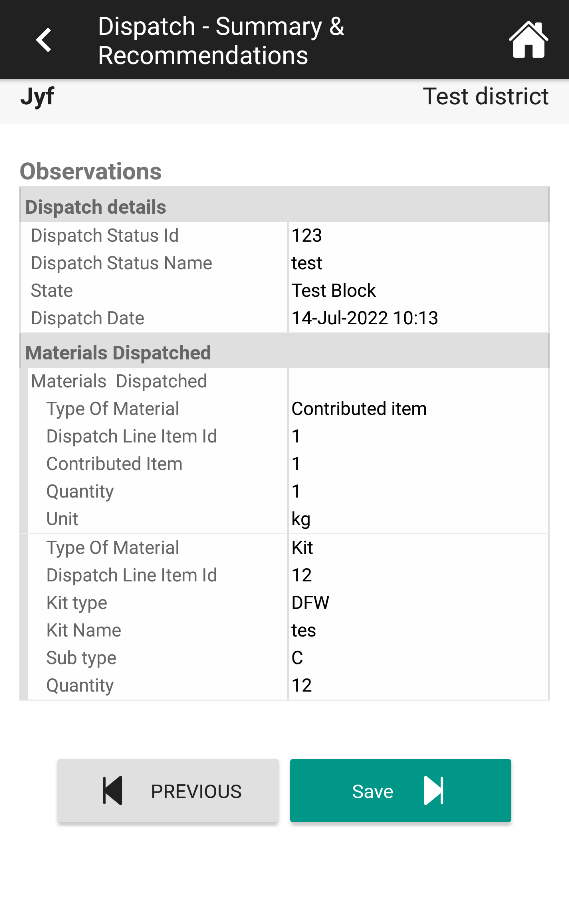 Dispatch - Summary &
Recommendations
Jyf Test district
Observations
Dispatch details
Dispatch Status Id 123
Dispatch Status Name test
State Test Block
Dispatch Date 14-Jul-2022 10:13
Materials Dispatched
Materials  Dispatched
Type Of Material Contributed item
Dispatch Line Item Id 1
Contributed Item 1
Quantity 1
Unit kg
Type Of Material Kit
Dispatch Line Item Id 12
Kit type DFW
Kit Name tes
Sub type C
Quantity 12
PREVIOUS Save